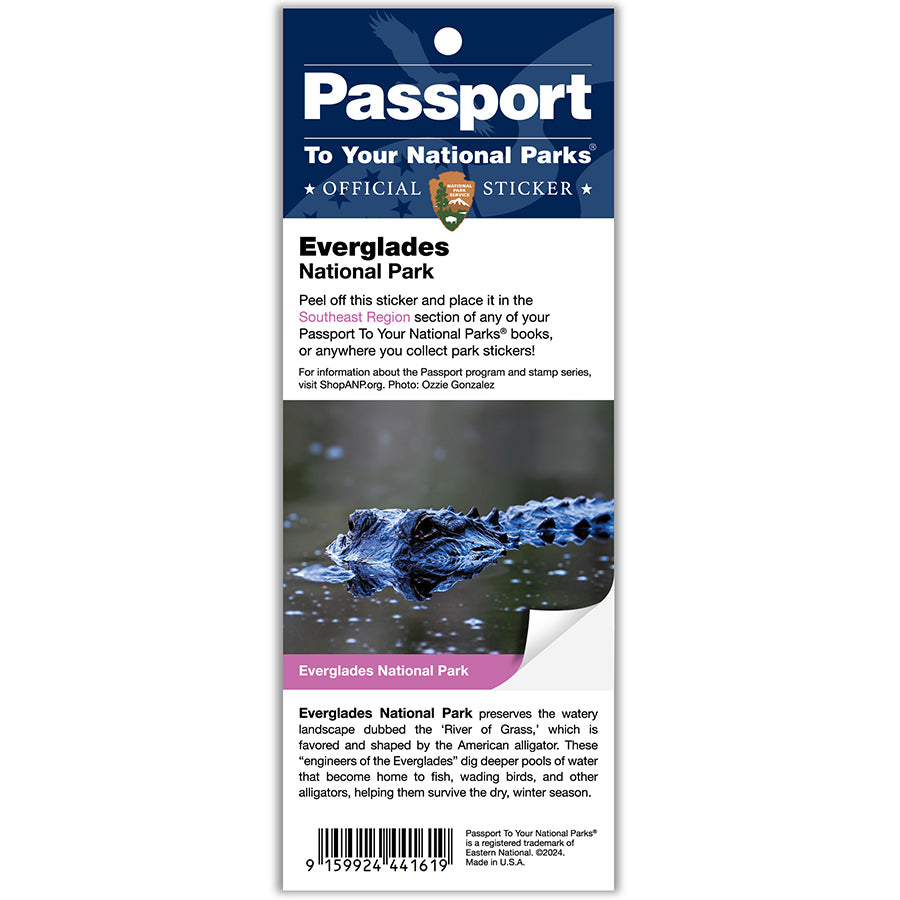 Passport
To Your National Parks®
★ OFFICIAL STICKER ★
NATIONAL
PARK
SERVICE
Everglades
National Park
Peel off this sticker and place it in the
Southeast Region section of any of your
Passport To Your National Parks® books,
or anywhere you collect park stickers!
For information about the Passport program and stamp series,
visit ShopANP.org. Photo: Ozzie Gonzalez
Everglades National Park
Everglades National Park preserves the watery
landscape dubbed the ‘River of Grass,’ which is
favored and shaped by the American alligator. These
“engineers of the Everglades” dig deeper pools of water
that become home to fish, wading birds, and other
alligators, helping them survive the dry, winter season.
9 159924 441619
Passport To Your National Parks®
is a registered trademark of
Eastern National. ©2024.
Made in U.S.A.